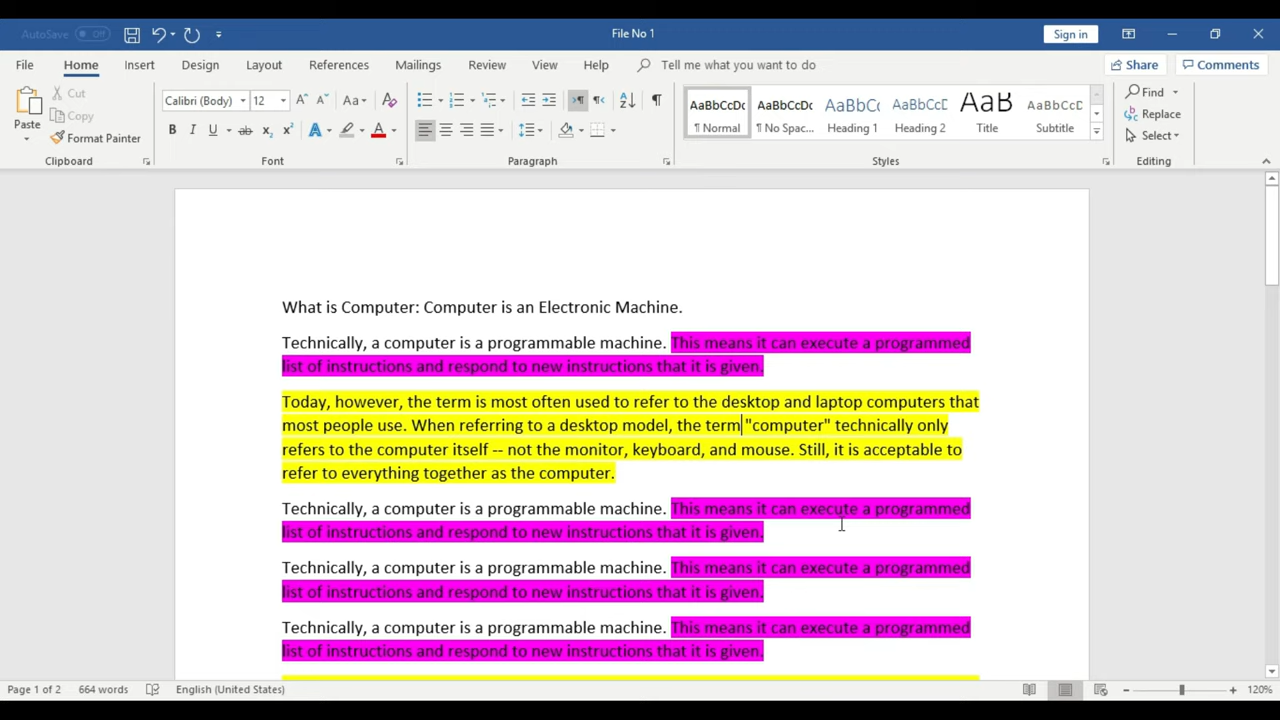 AutoSave Off File No 1 Sign in
File Home Insert Design Layout References Mailings Review View Help Tell me what you want to do Share Comments
Paste Cut Copy Format Painter
Clipboard
Calibri (Body) 12 Aa
B I U ab x₂ x² A A
Font
Paragraph
AaBbCcDc AaBbCcDc AaBbCc AaBbCcD AaB AaBbCcD
¶ Normal ¶ No Spac... Heading 1 Heading 2 Title Subtitle
Styles
Find
Replace
Select
Editing
What is Computer: Computer is an Electronic Machine.
Technically, a computer is a programmable machine. This means it can execute a programmed
list of instructions and respond to new instructions that it is given.
Today, however, the term is most often used to refer to the desktop and laptop computers that
most people use. When referring to a desktop model, the term "computer" technically only
refers to the computer itself -- not the monitor, keyboard, and mouse. Still, it is acceptable to
refer to everything together as the computer.
Technically, a computer is a programmable machine. This means it can execute a programmed
list of instructions and respond to new instructions that it is given.
Technically, a computer is a programmable machine. This means it can execute a programmed
list of instructions and respond to new instructions that it is given.
Technically, a computer is a programmable machine. This means it can execute a programmed
list of instructions and respond to new instructions that it is given.
Page 1 of 2 664 words English (United States) 120%